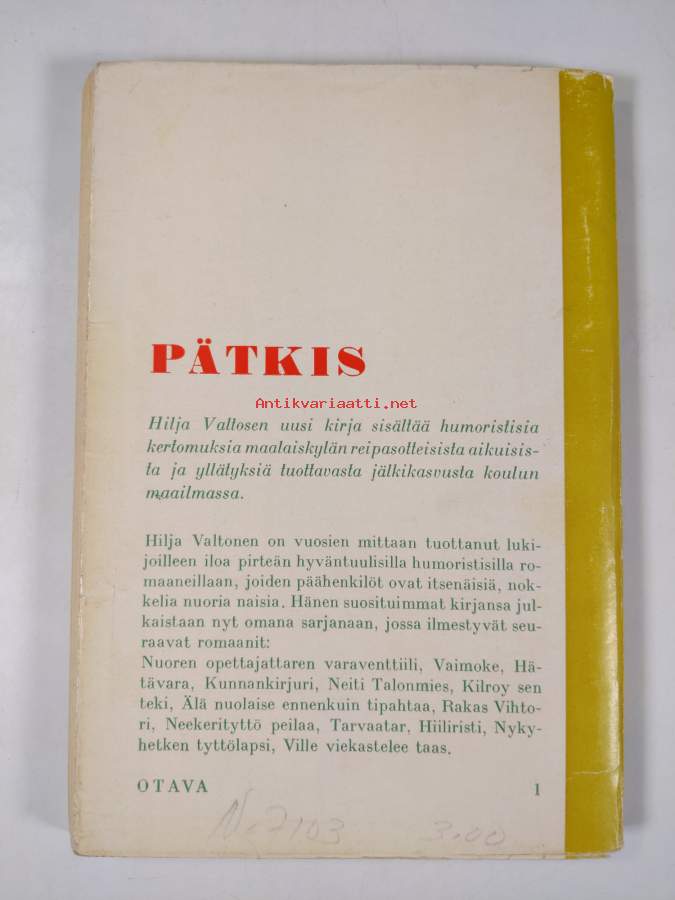 PÄTKIS
Antikvariaatti.net
Hilja Valtosen uusi kirja sisältää humoristisia
kertomuksia maalaiskylän reipasotteisista aikuisis-
ta ja yllätyksiä tuottavasta jälkikasvusta koulun
maailmassa.
Hilja Valtonen on vuosien mittaan tuottanut luki-
joilleen iloa pirteän hyväntuulisilla humoristisilla ro-
maaneillaan, joiden päähenkilöt ovat itsenäisiä, nok-
kelia nuoria naisia. Hänen suosituimmat kirjansa jul-
kaistaan nyt omana sarjanaan, jossa ilmestyvät seu-
raavat romaanit:
Nuoren opettajattaren varaventtiili, Vaimoke, Hä-
tävara, Kunnankirjuri, Neiti Talonmies, Kilroy sen
teki, Älä nuolaise ennenkuin tipahtaa, Rakas Vihto-
ri, Neekerityttö peilaa, Tarvaatar, Hiiliristi, Nyky-
hetken tyttölapsi, Ville viekastelee taas.
OTAVA 1
N. 2103 3.00